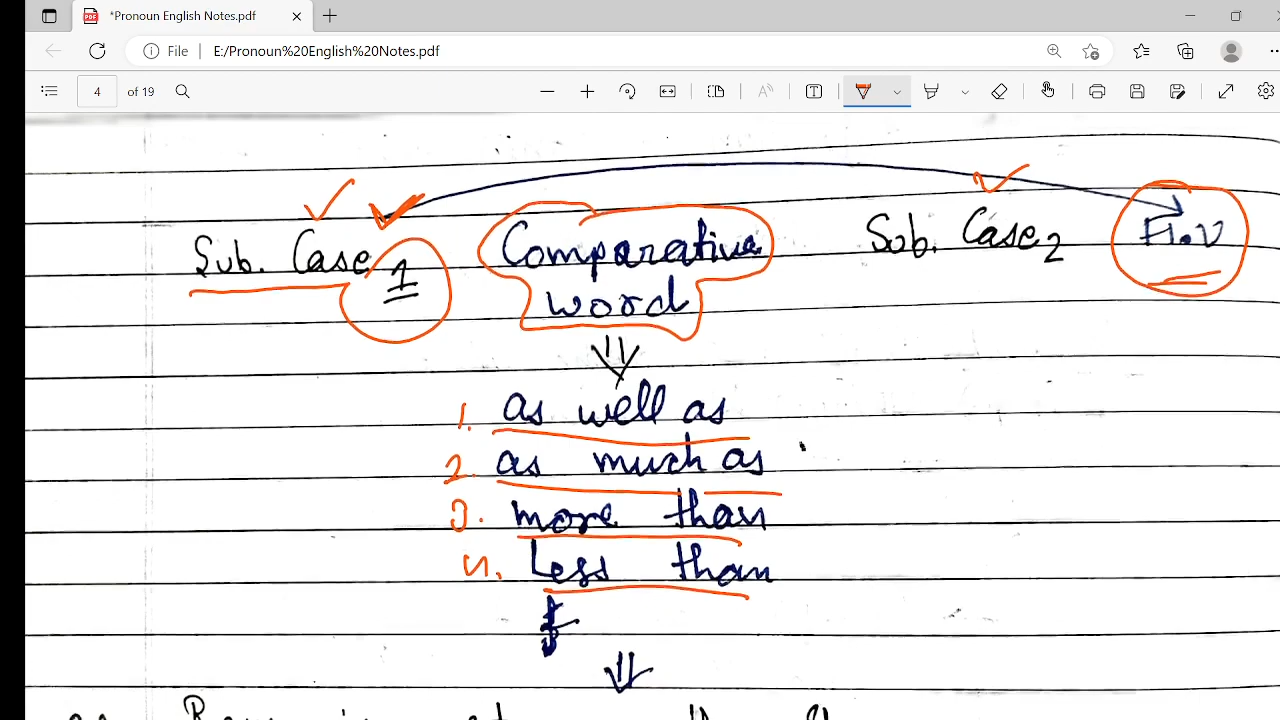 *Pronoun English Notes.pdf
File E:/Pronoun%20English%20Notes.pdf
4 of 19
Sub. Case 1 Comparative Sub. Case 2 H.V
word
1. as well as
2. as much as
3. more than
4. Less than